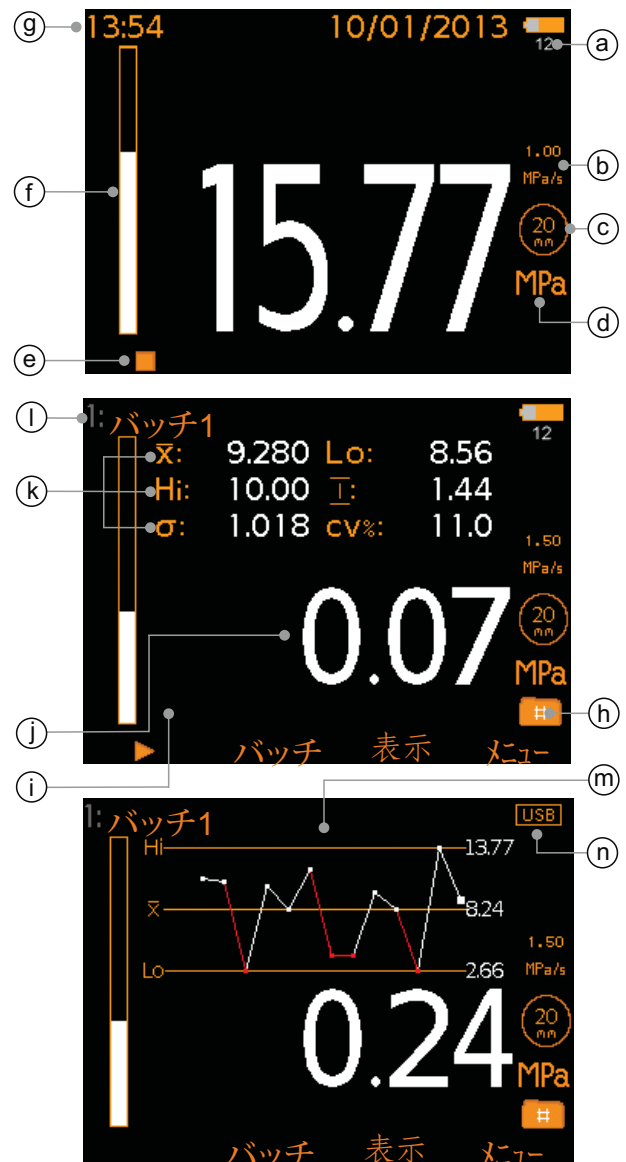 g 13:54 10/01/2013
12 a
1.00 b
MPa/s
f 15.77
20 c
mm
MPa
d
e
l 1: バッチ1
12
x̅: 9.280 Lo: 8.56
k Hi: 10.00 工: 1.44
σ: 1.018 cv%: 11.0
1.50
MPa/s
0.07 20
mm
MPa
j # h
バッチ 表示 メニュー
i
m
1: バッチ1 USB
Hi 13.77 n
x̅ 8.24
1.50
Lo 2.66 MPa/s
0.24 20
mm
MPa
#
バッチ 表示 メニュー